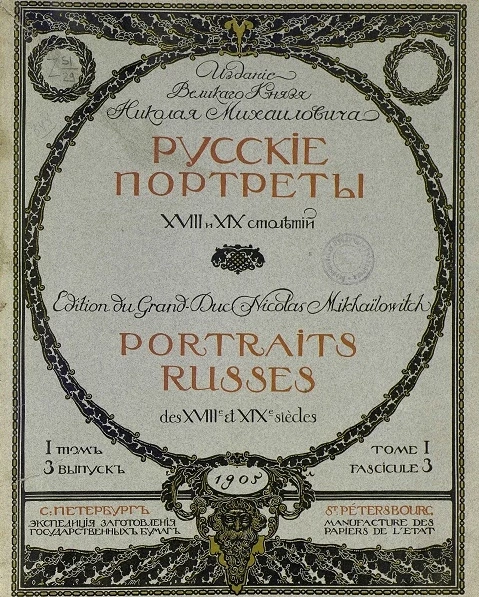 51
24
Изданіе
Великаго Князя
Николая Михаиловича
РУССКІЕ
ПОРТРЕТЫ
XVIII и XIX столѣтій
Edition du Grand-Duc Nicolas Mikhaïlowitch
PORTRAITS
RUSSES
des XVIIIe et XIXe siècles
I томъ
3 выпускъ
TOME I
FASCICULE 3
1905
С: ПЕТЕРБУРГЪ
ЭКСПЕДИЦІЯ ЗАГОТОВЛЕНІЯ
ГОСУДАРСТВЕННЫХЪ БУМАГЪ
St PÉTERSBOURG
MANUFACTURE DES
PAPIERS DE L'ETAT